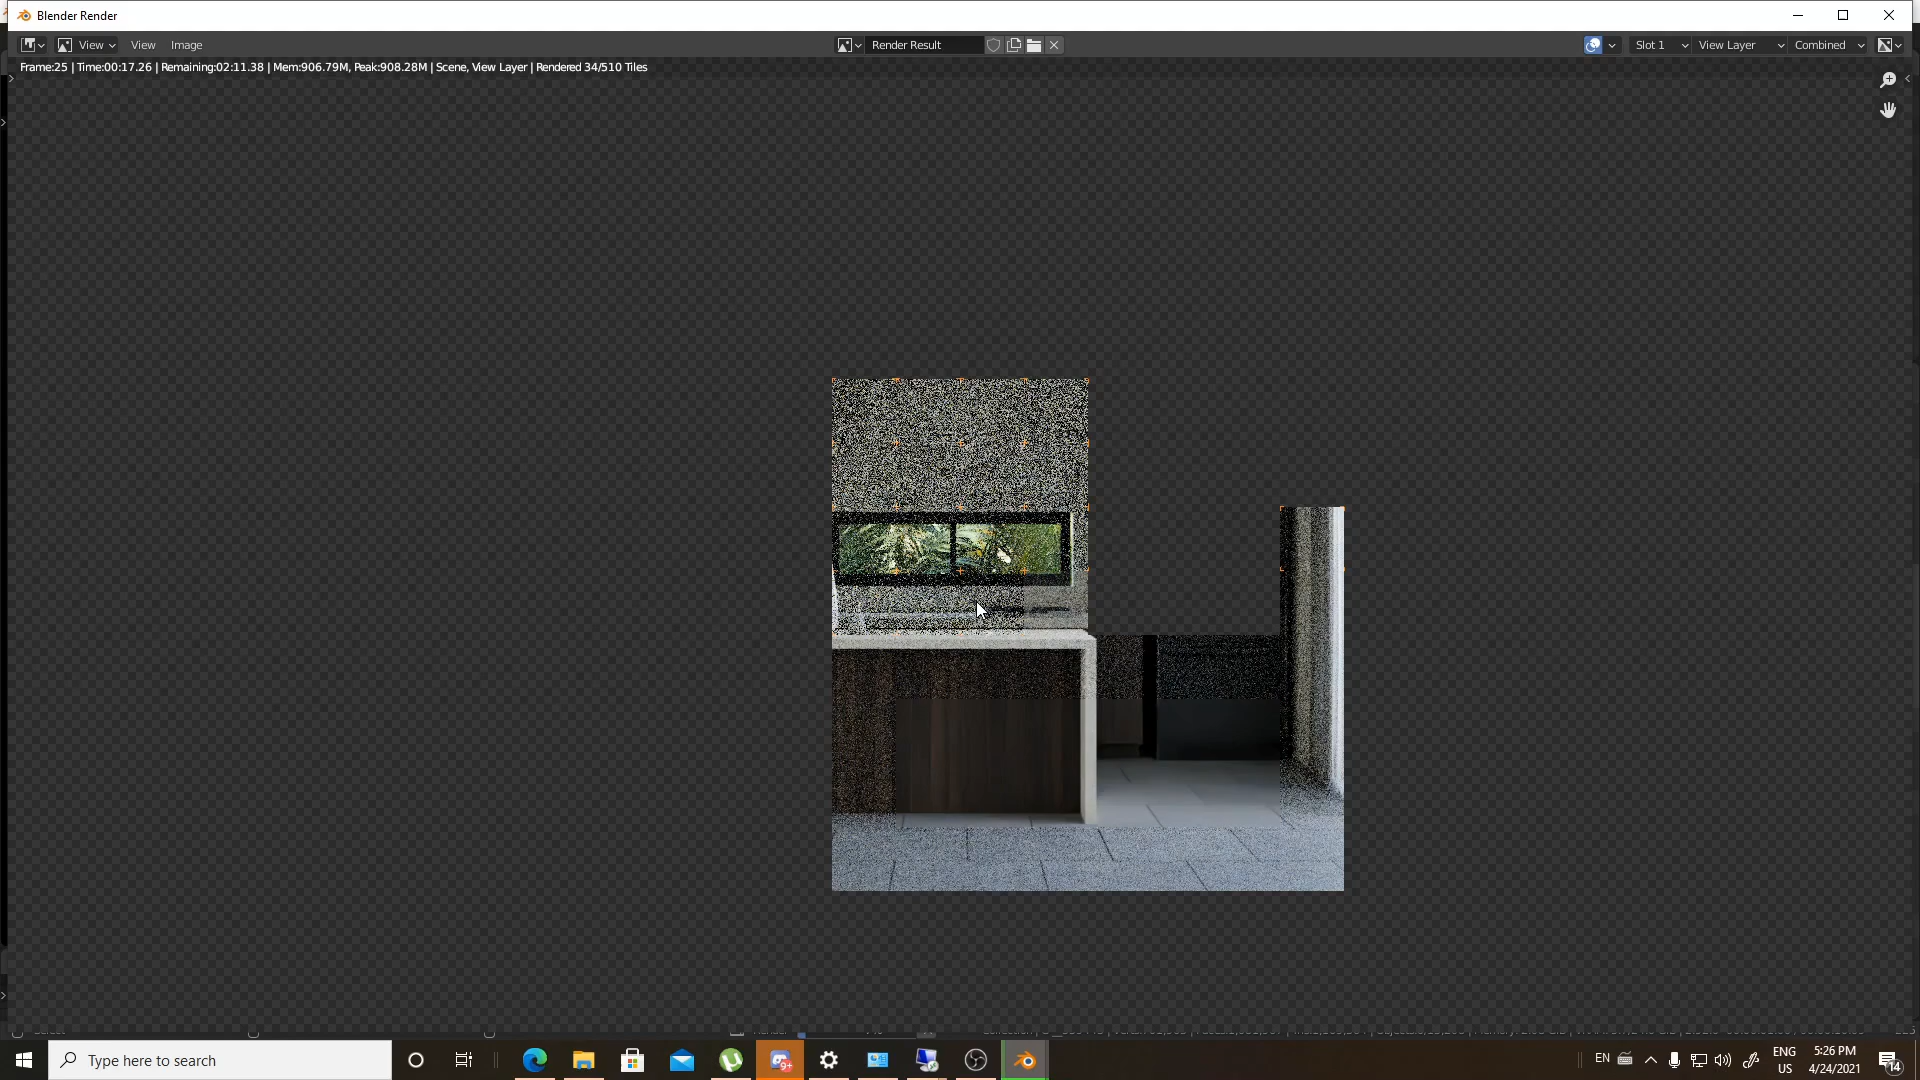 Blender Render
View View Image Render Result Slot 1 View Layer Combined
Frame:25 | Time:00:17.26 | Remaining:02:11.38 | Mem:906.79M, Peak:908.28M | Scene, View Layer | Rendered 34/510 Tiles
Type here to search
9+
EN
ENG
US
5:26 PM
4/24/2021
14